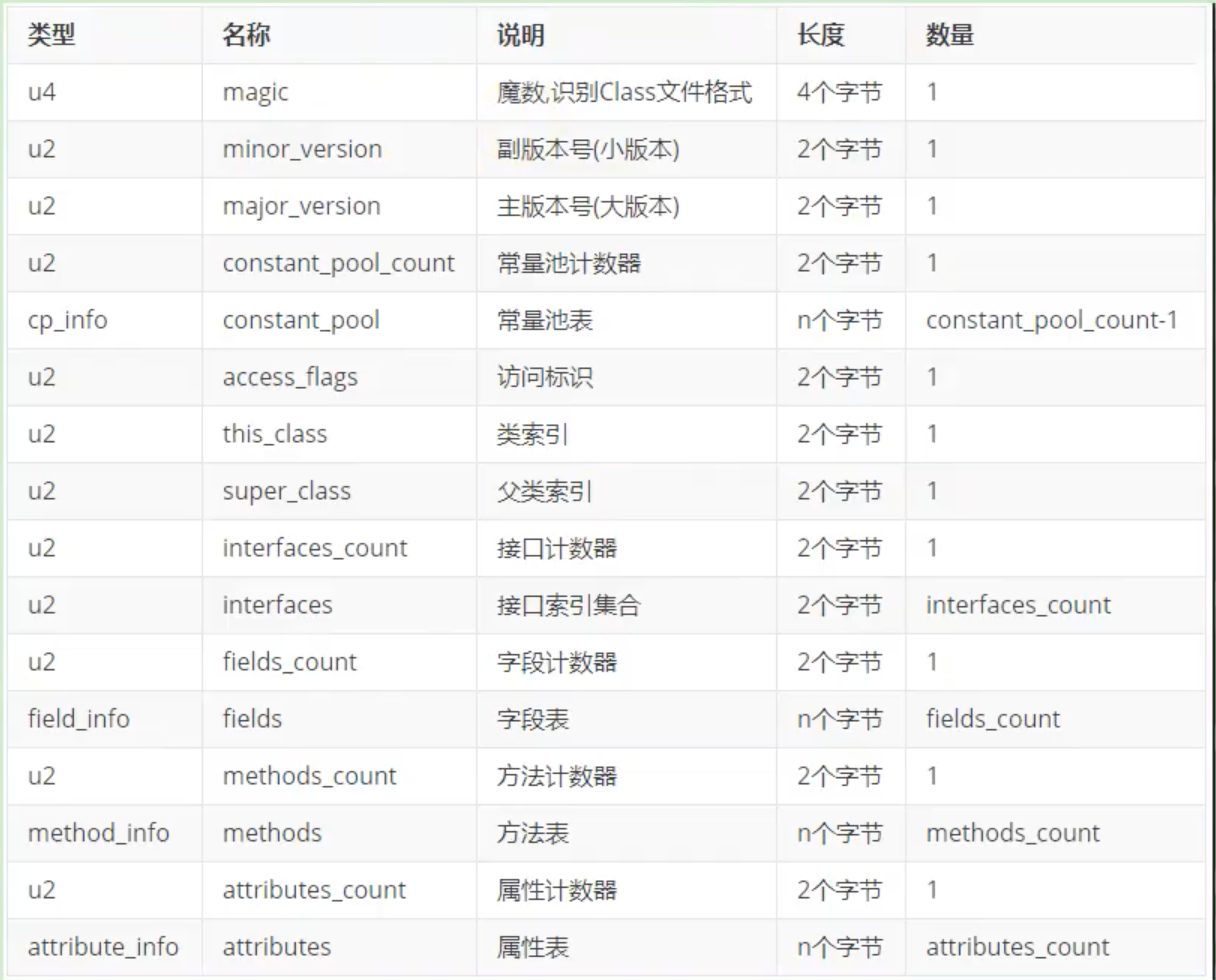 类型 名称 说明 长度 数量
u4 magic 魔数,识别Class文件格式 4个字节 1
u2 minor_version 副版本号(小版本) 2个字节 1
u2 major_version 主版本号(大版本) 2个字节 1
u2 constant_pool_count 常量池计数器 2个字节 1
cp_info constant_pool 常量池表 n个字节 constant_pool_count-1
u2 access_flags 访问标识 2个字节 1
u2 this_class 类索引 2个字节 1
u2 super_class 父类索引 2个字节 1
u2 interfaces_count 接口计数器 2个字节 1
u2 interfaces 接口索引集合 2个字节 interfaces_count
u2 fields_count 字段计数器 2个字节 1
field_info fields 字段表 n个字节 fields_count
u2 methods_count 方法计数器 2个字节 1
method_info methods 方法表 n个字节 methods_count
u2 attributes_count 属性计数器 2个字节 1
attribute_info attributes 属性表 n个字节 attributes_count